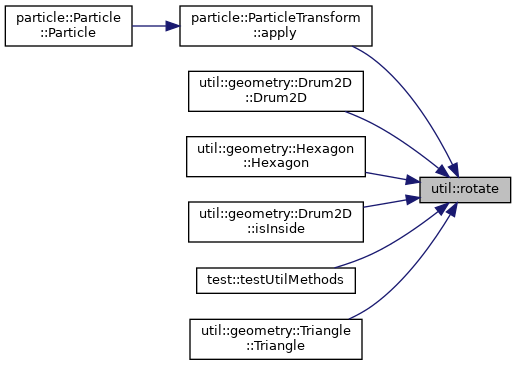 particle::Particle
::Particle
particle::ParticleTransform
::apply
util::geometry::Drum2D
::Drum2D
util::geometry::Hexagon
::Hexagon
util::rotate
util::geometry::Drum2D
::isInside
test::testUtilMethods
util::geometry::Triangle
::Triangle